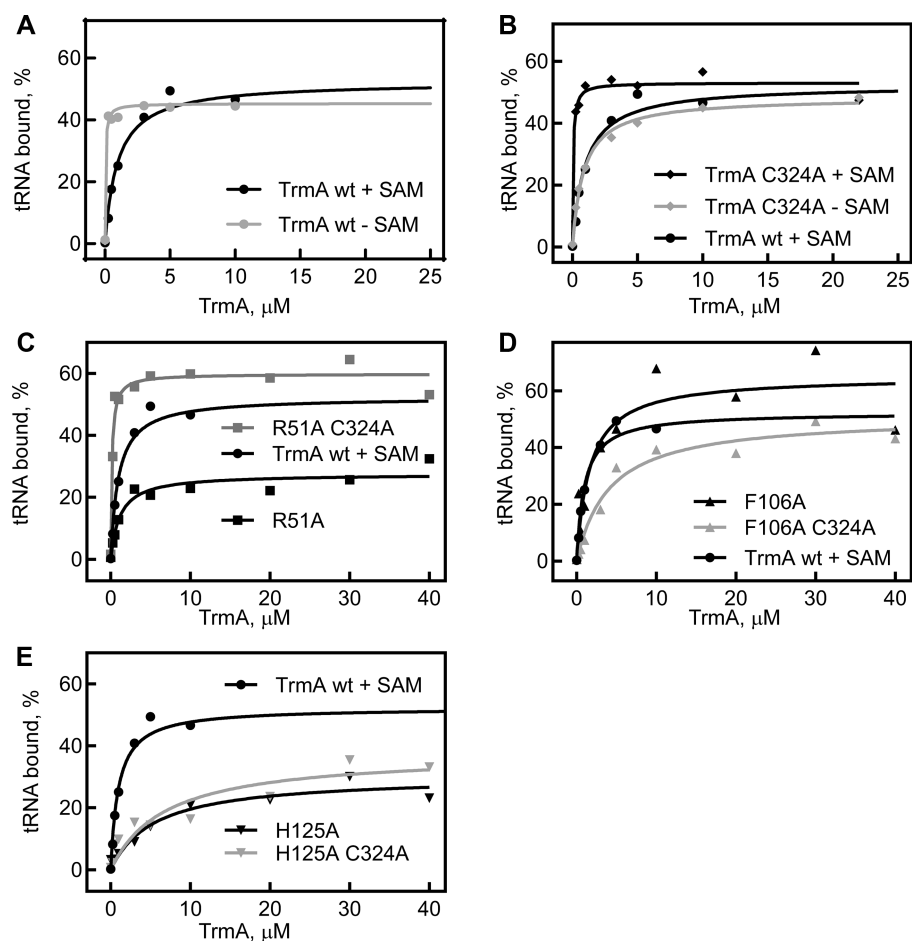 A
tRNA bound, %
60
40
20
0
TrmA wt + SAM
TrmA wt - SAM
0 5 10 15 20 25
TrmA, μM
B
tRNA bound, %
60
40
20
0
TrmA C324A + SAM
TrmA C324A - SAM
TrmA wt + SAM
0 5 10 15 20 25
TrmA, μM
C
tRNA bound, %
60
40
20
0
R51A C324A
TrmA wt + SAM
R51A
0 10 20 30 40
TrmA, μM
D
tRNA bound, %
60
40
20
0
F106A
F106A C324A
TrmA wt + SAM
0 10 20 30 40
TrmA, μM
E
tRNA bound, %
60
40
20
0
TrmA wt + SAM
H125A
H125A C324A
0 10 20 30 40
TrmA, μM